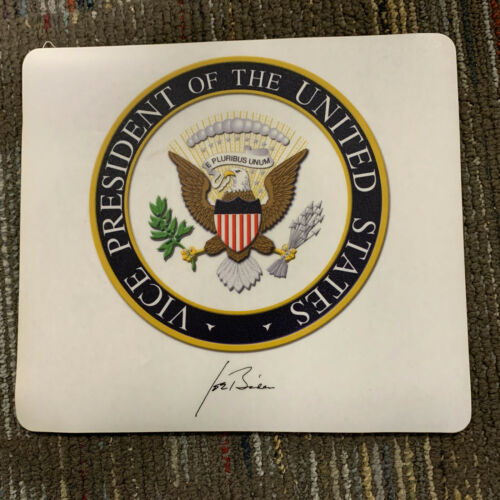 VICE PRESIDENT OF THE UNITED STATES
E PLURIBUS UNUM
Joe Biden